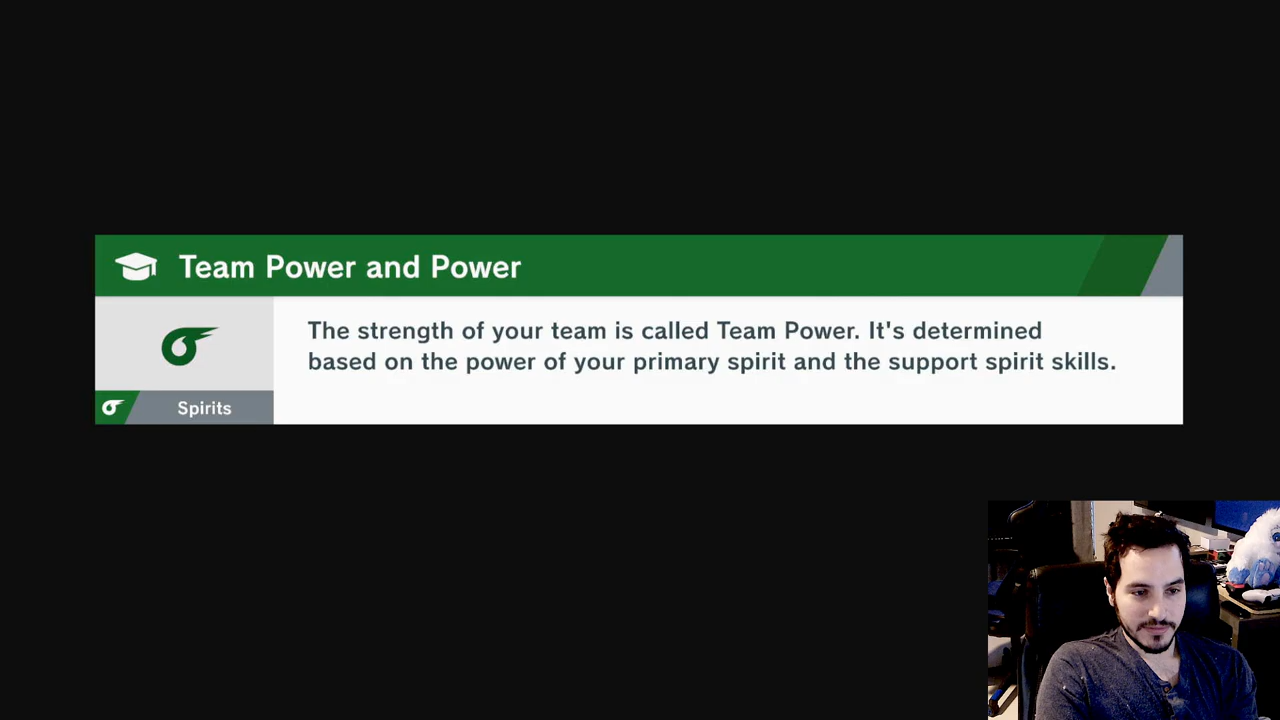 Team Power and Power
The strength of your team is called Team Power. It's determined
based on the power of your primary spirit and the support spirit skills.
Spirits